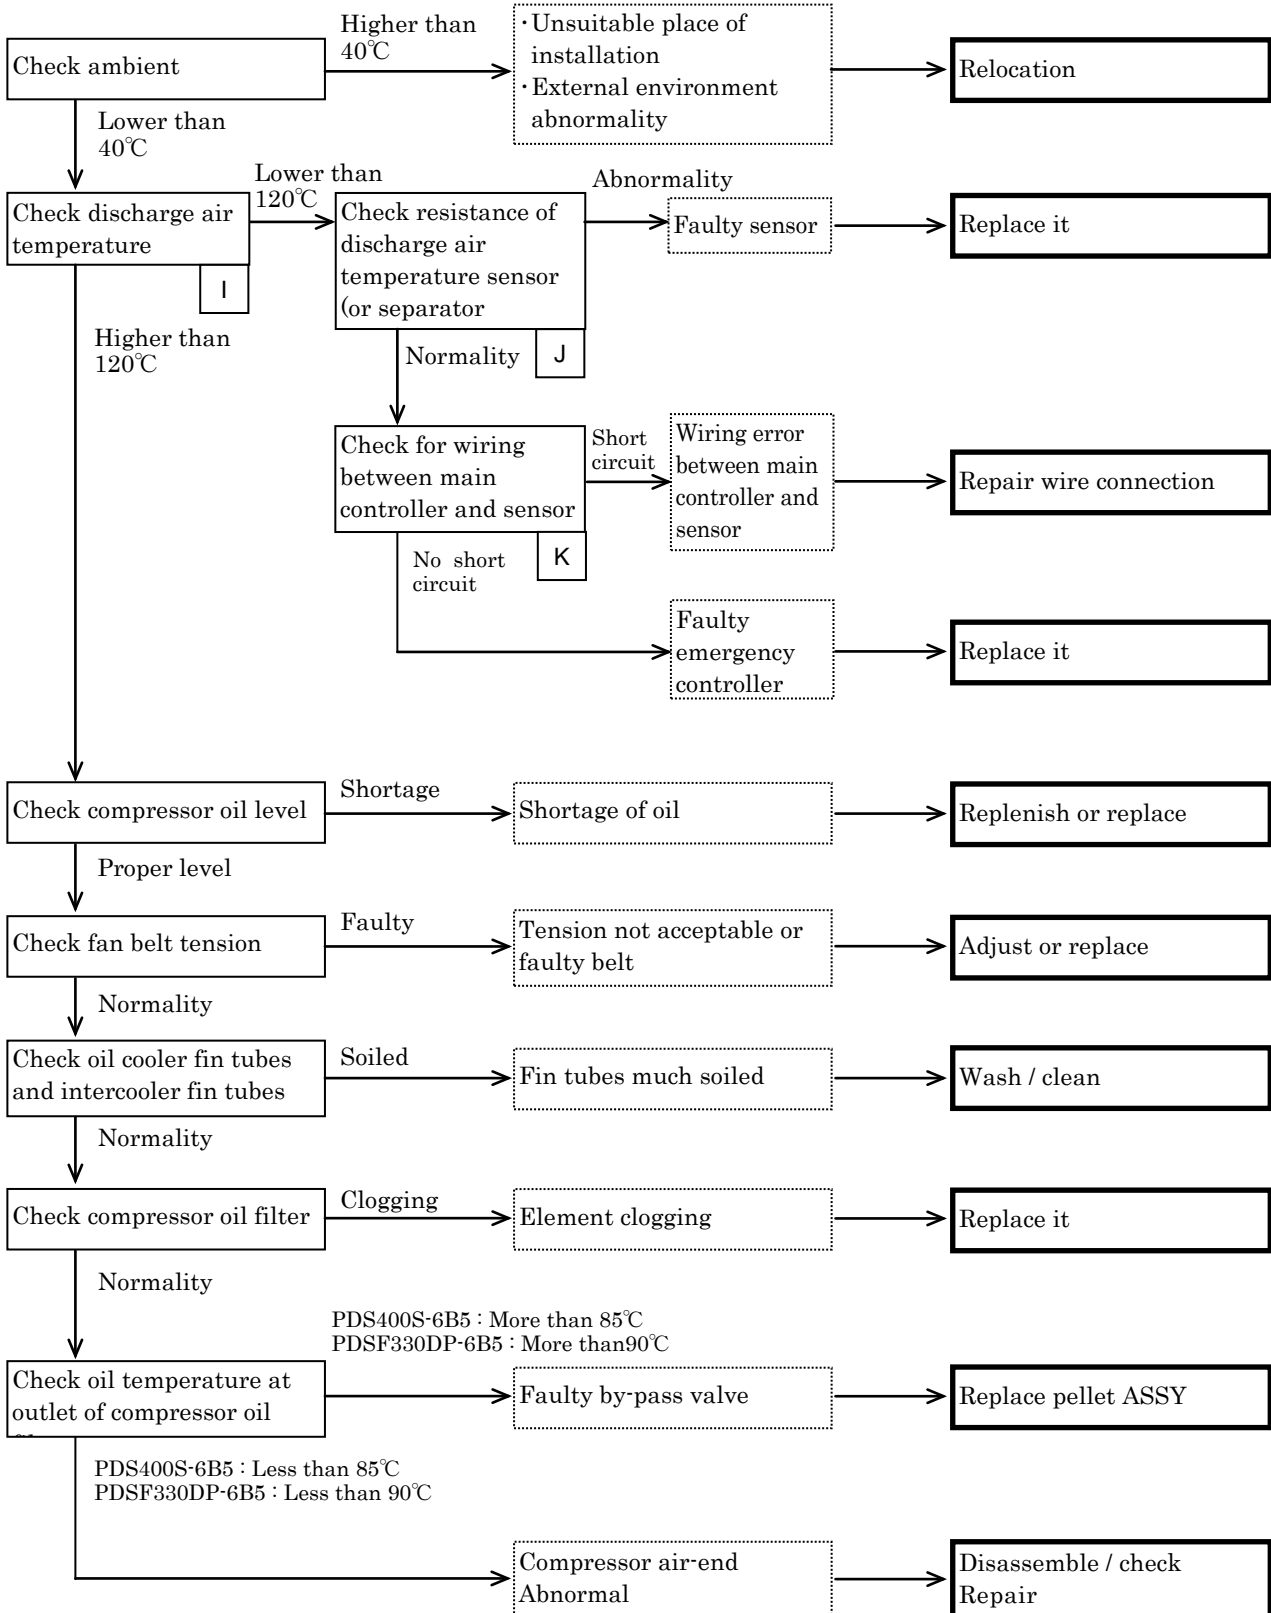 Check ambient
Higher than
40℃
・Unsuitable place of
installation
・External environment
abnormality
Relocation
Lower than
40℃
Check discharge air
temperature
I
Lower than
120℃
Check resistance of
discharge air
temperature sensor
(or separator
J
Abnormality
Faulty sensor
Replace it
Higher than
120℃
Normality
Check for wiring
between main
controller and sensor
K
Short
circuit
Wiring error
between main
controller and
sensor
Repair wire connection
No short
circuit
Faulty
emergency
controller
Replace it
Check compressor oil level
Shortage
Shortage of oil
Replenish or replace
Proper level
Check fan belt tension
Faulty
Tension not acceptable or
faulty belt
Adjust or replace
Normality
Check oil cooler fin tubes
and intercooler fin tubes
Soiled
Fin tubes much soiled
Wash / clean
Normality
Check compressor oil filter
Clogging
Element clogging
Replace it
Normality
PDS400S-6B5：More than 85℃
PDSF330DP-6B5：More than90℃
Check oil temperature at
outlet of compressor oil
Faulty by-pass valve
Replace pellet ASSY
PDS400S-6B5：Less than 85℃
PDSF330DP-6B5：Less than 90℃
Compressor air-end
Abnormal
Disassemble / check
Repair